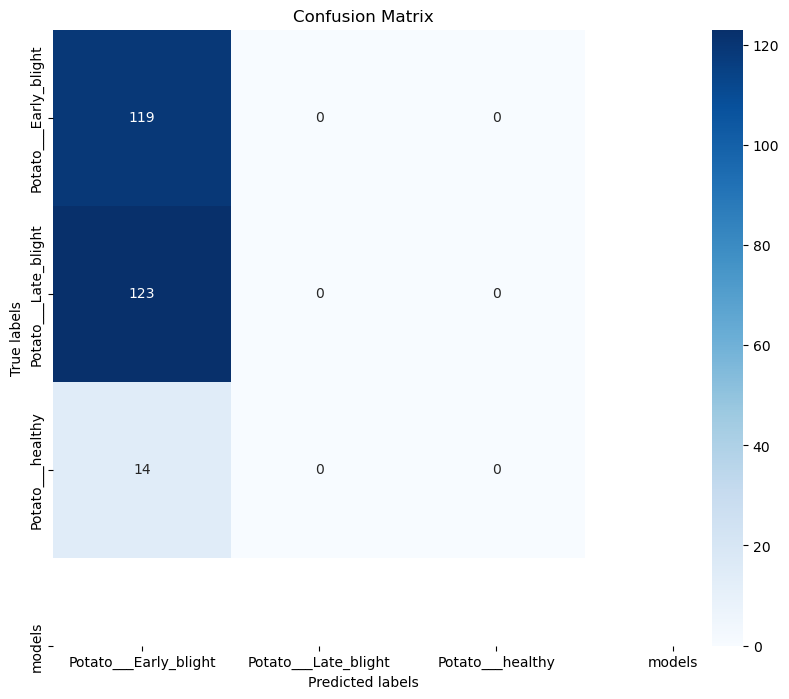 Confusion Matrix
True labels
Potato___Early_blight
Potato___Late_blight
Potato___healthy
models
119 0 0
123 0 0
14 0 0
Potato___Early_blight Potato___Late_blight Potato___healthy models
Predicted labels
120
100
80
60
40
20
0